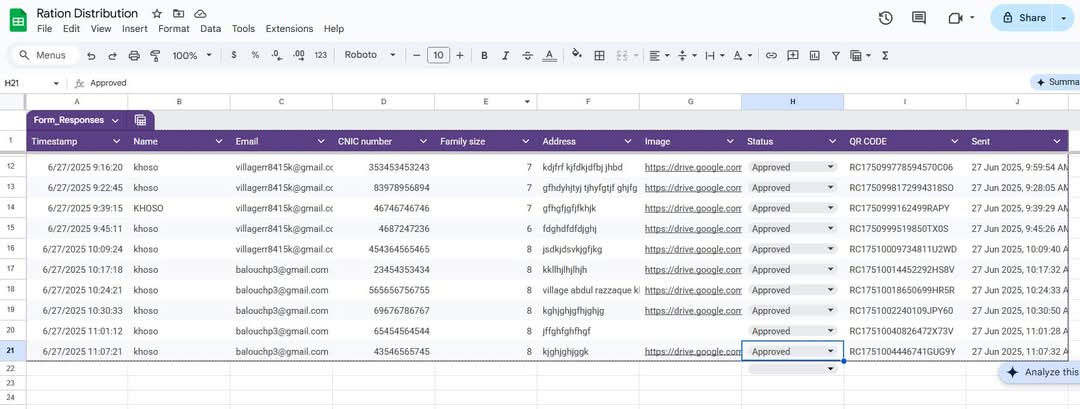 Ration Distribution
File Edit View Insert Format Data Tools Extensions Help
Share
Menus 100% $ % .0 .00 123 Roboto 10 B I A
H21 Approved
Summa
A B C D E F G H I J
Form_Responses
1 Timestamp Name Email CNIC number Family size Address Image Status QR CODE Sent
12 6/27/2025 9:16:20 khoso villagerr8415k@gmail.cc 353453453243 7 kdjfrf kjfdkjdfbj jhbd https://drive.google.com Approved RC175099778594570C06 27 Jun 2025, 9:59:54 AM
13 6/27/2025 9:22:45 khoso villagerr8415k@gmail.cc 83978956894 7 gfhdyhjtyj tjhyfgtjf ghjfg https://drive.google.com Approved RC1750998172994318SO 27 Jun 2025, 9:28:05 AM
14 6/27/2025 9:39:15 KHOSO villagerr8415k@gmail.cc 46746746746 7 gfhgfjgfjfkhjk https://drive.google.com Approved RC1750999162499RAPY 27 Jun 2025, 9:39:29 AM
15 6/27/2025 9:45:11 khoso villagerr8415k@gmail.cc 4687247236 6 fdghdfdfdjghj https://drive.google.com Approved RC1750999519850TX0S 27 Jun 2025, 9:45:26 AM
16 6/27/2025 10:09:24 khoso villagerr8415k@gmail.cc 454364565465 8 jsdkjdsvkjgfjkg https://drive.google.com Approved RC17510009734811U2WD 27 Jun 2025, 10:09:40 A
17 6/27/2025 10:17:18 khoso balouchp3@gmail.com 23454353434 8 kkllhjlhjlhjh https://drive.google.com Approved RC17510014452292HS8V 27 Jun 2025, 10:17:32 A
18 6/27/2025 10:24:21 khoso balouchp3@gmail.com 565656756755 8 village abdul razzaque kl https://drive.google.com Approved RC17510018650699HR5R 27 Jun 2025, 10:24:33 A
19 6/27/2025 10:30:33 khoso balouchp3@gmail.com 69676786767 8 kghjghjgfhjghjg https://drive.google.com Approved RC1751002240109JPY60 27 Jun 2025, 10:30:50 A
20 6/27/2025 11:01:12 khoso balouchp3@gmail.com 65454564544 8 jffghfghfhgf Approved RC17510040826472X73V 27 Jun 2025, 11:01:28 A
21 6/27/2025 11:07:21 khoso balouchp3@gmail.com 43546565745 8 kjghjghjggk https://drive.google.com Approved RC1751004446741GUG9Y 27 Jun 2025, 11:07:32 A
22
Analyze this
23
24